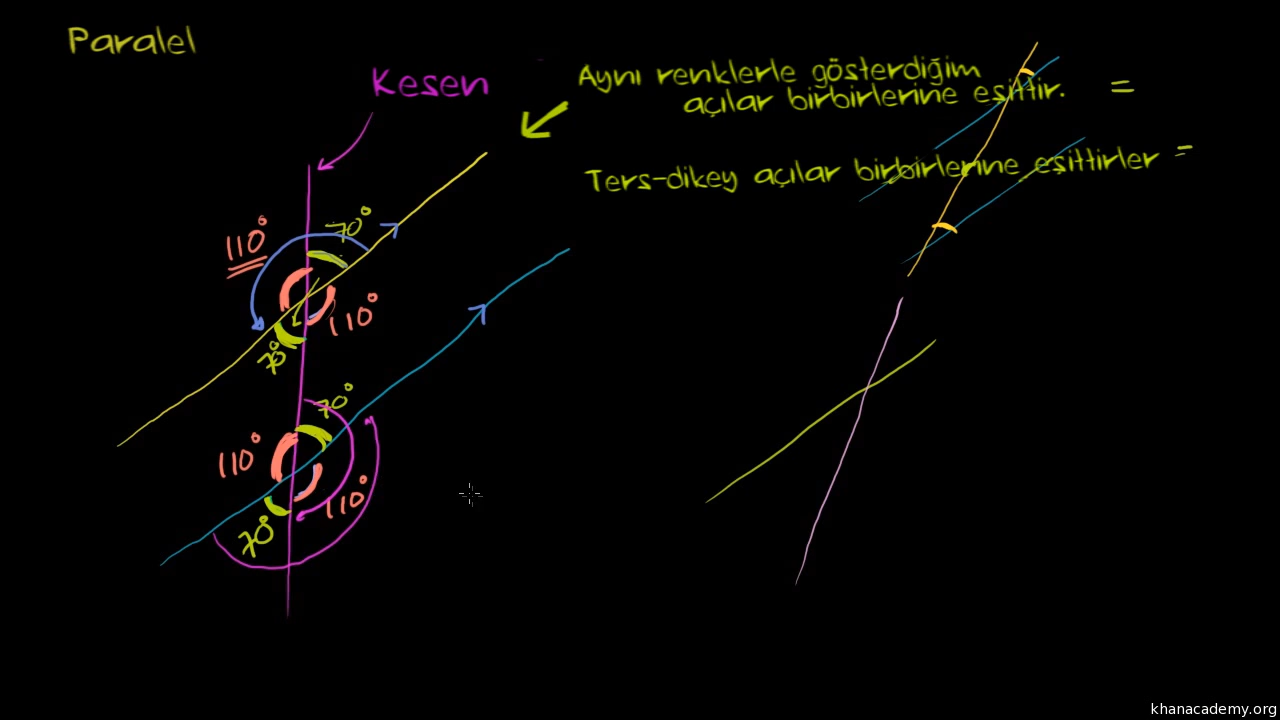 Paralel
Kesen
Aynı renklerle gösterdiğim
açılar birbirlerine eşittir. =
Ters-dikey açılar birbirlerine eşittirler =
70°
110°
110°
70°
70°
110°
110°
70°
khanacademy.org